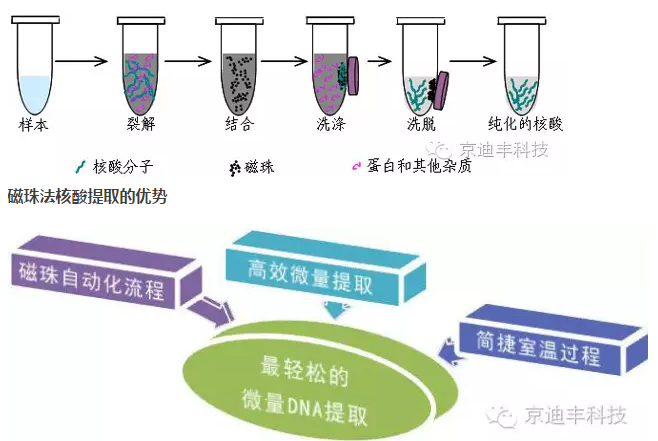 样本 裂解 结合 洗涤 洗脱 纯化的核酸
京迪丰科技
核酸分子 磁珠 蛋白和其他杂质
磁珠法核酸提取的优势
磁珠自动化流程
高效微量提取
简捷室温过程
最轻松的
微量DNA提取
京迪丰科技